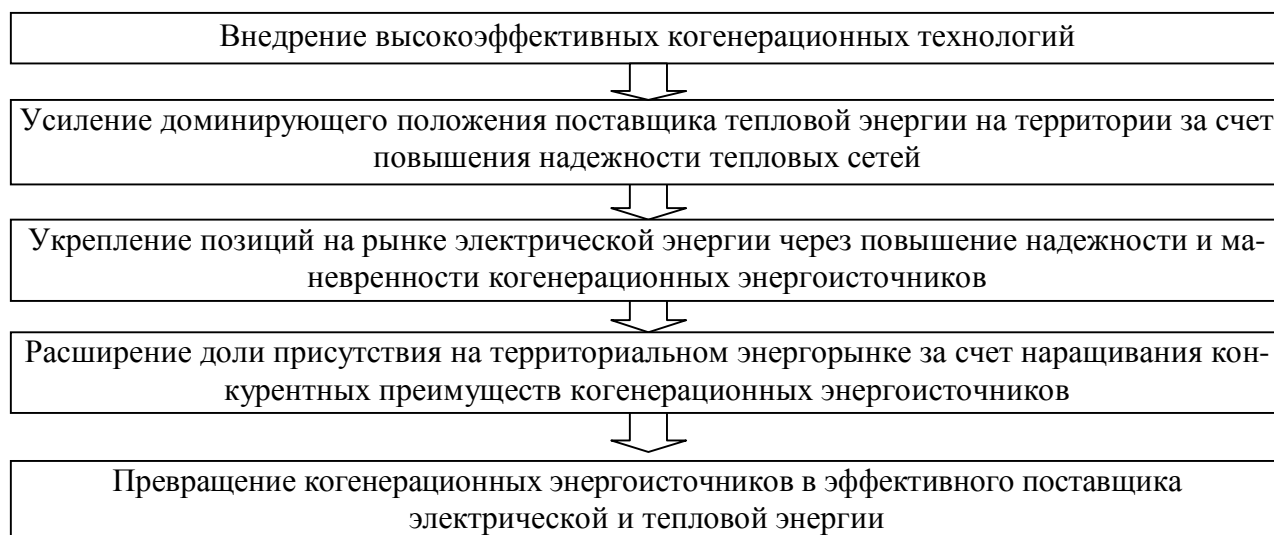 Внедрение высокоэффективных когенерационных технологий
Усиление доминирующего положения поставщика тепловой энергии на территории за счет
повышения надежности тепловых сетей
Укрепление позиций на рынке электрической энергии через повышение надежности и ма-
невренности когенерационных энергоисточников
Расширение доли присутствия на территориальном энергорынке за счет наращивания кон-
курентных преимуществ когенерационных энергоисточников
Превращение когенерационных энергоисточников в эффективного поставщика
электрической и тепловой энергии